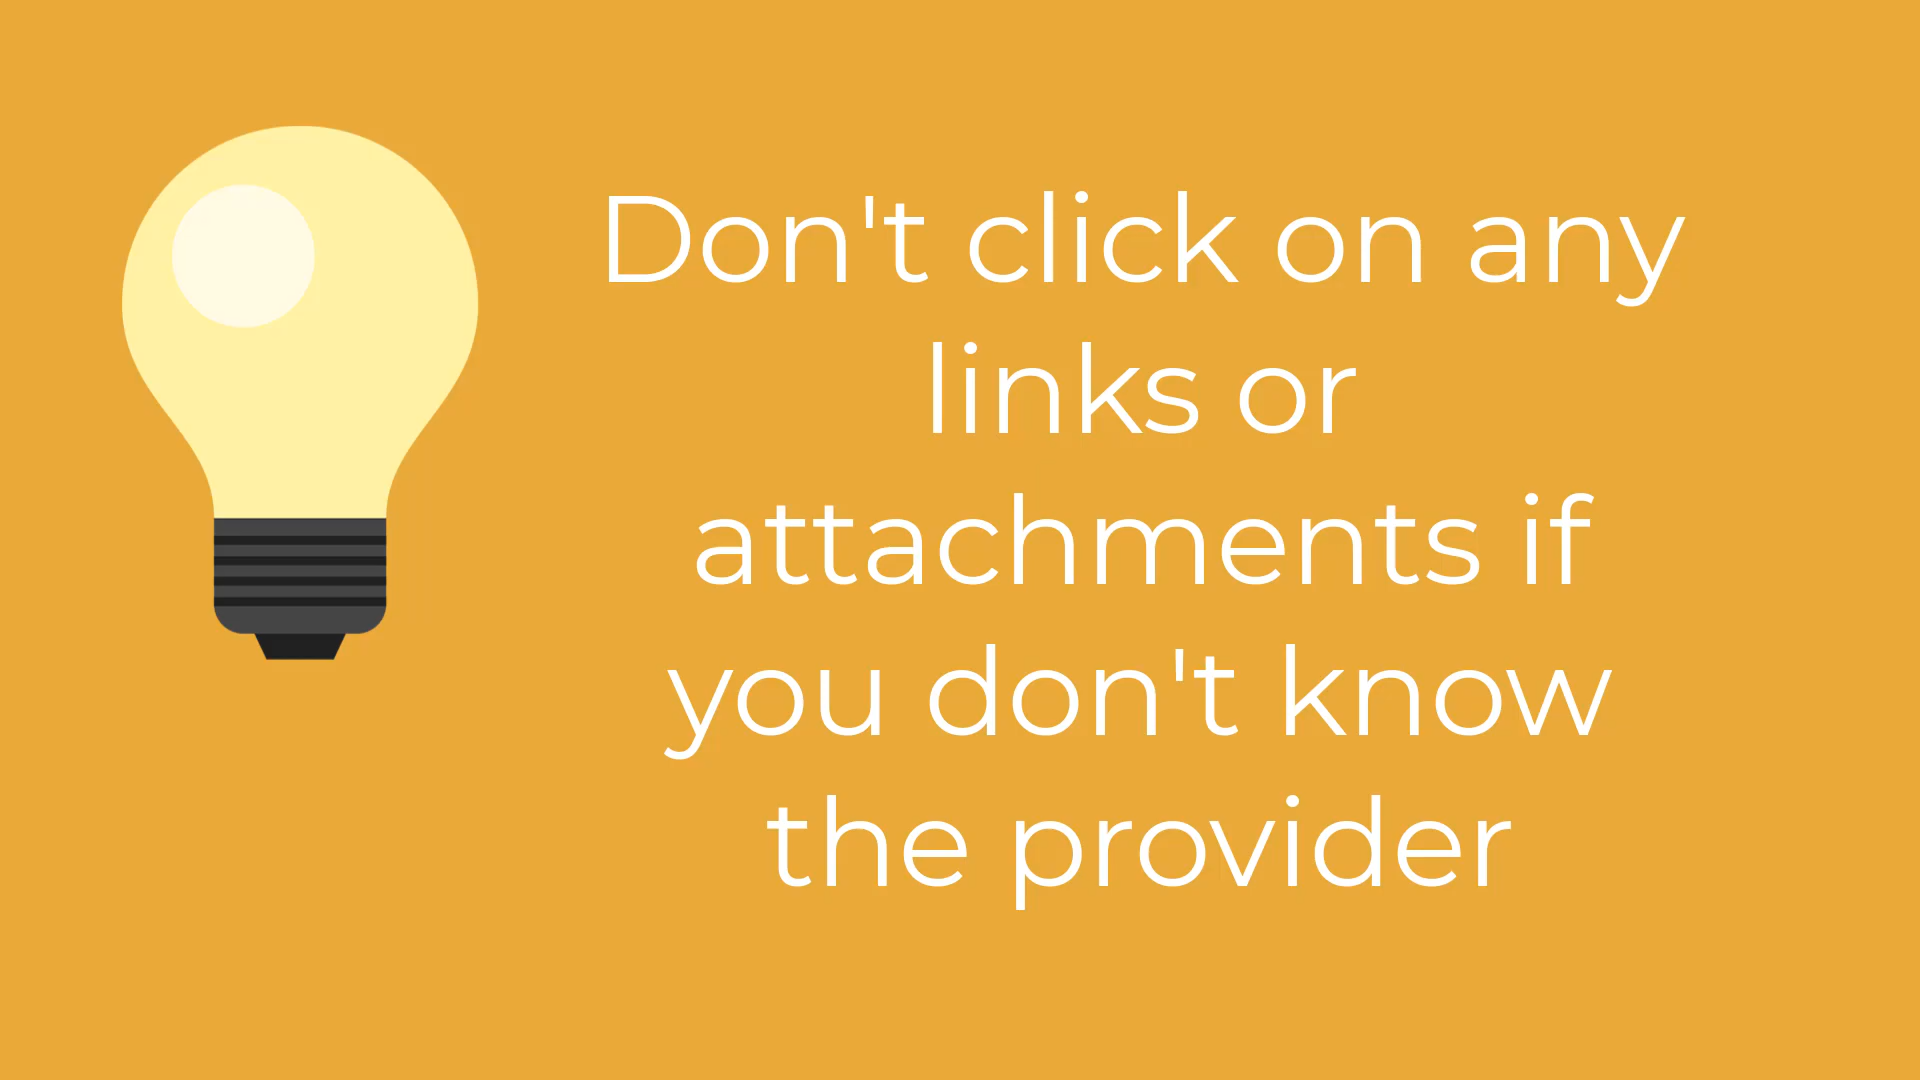 Don't click on any
links or
attachments if
you don't know
the provider